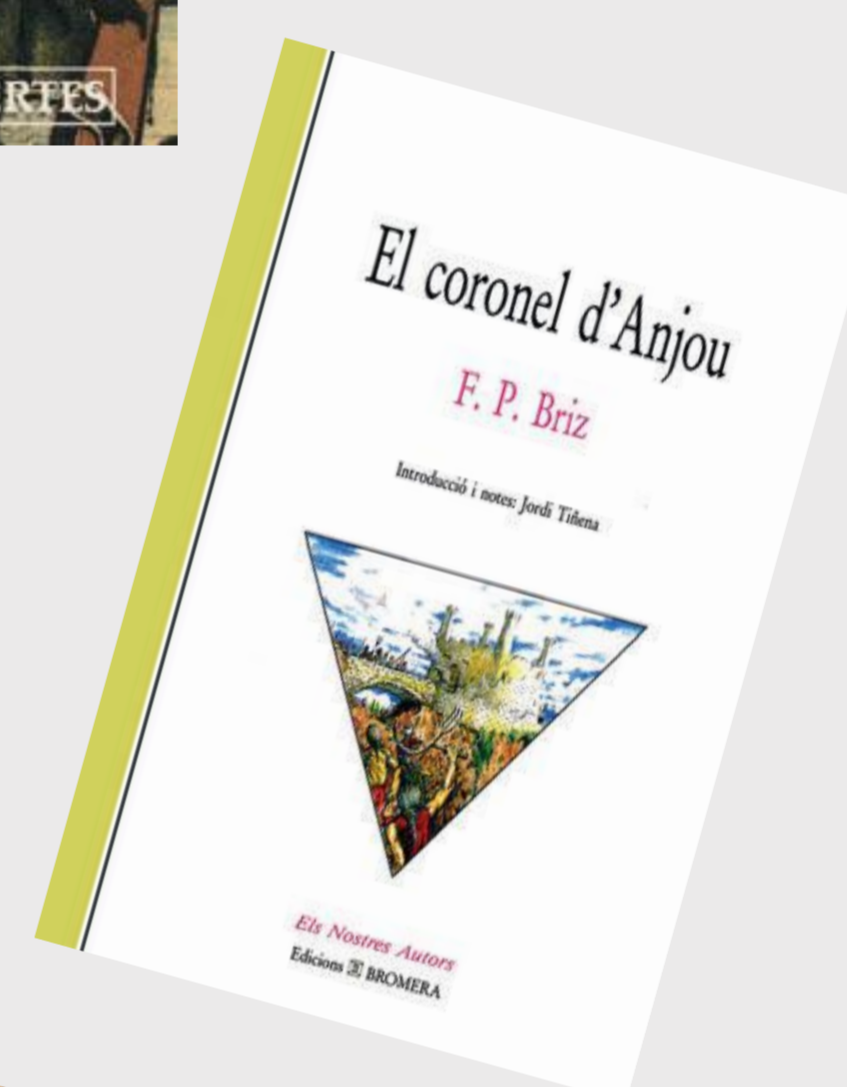 RTES
El coronel d'Anjou
F. P. Briz
Introducció i notes: Jordi Tiñena
Els Nostres Autors
Edicions BROMERA